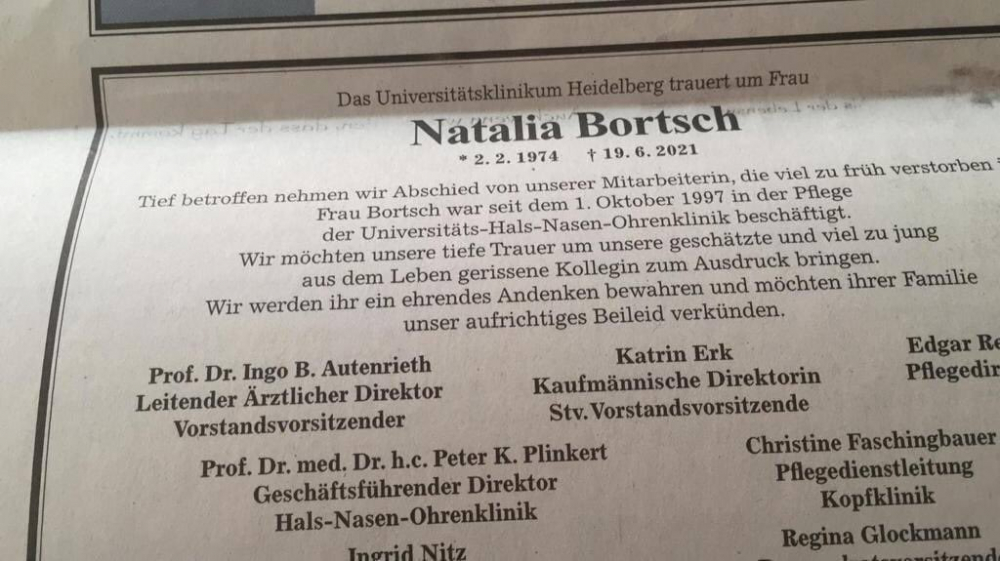 Das Universitätsklinikum Heidelberg trauert um Frau
Natalia Bortsch
* 2. 2. 1974 † 19. 6. 2021
Tief betroffen nehmen wir Abschied von unserer Mitarbeiterin, die viel zu früh verstorben
Frau Bortsch war seit dem 1. Oktober 1997 in der Pflege
der Universitäts-Hals-Nasen-Ohrenklinik beschäftigt.
Wir möchten unsere tiefe Trauer um unsere geschätzte und viel zu jung
aus dem Leben gerissene Kollegin zum Ausdruck bringen.
Wir werden ihr ein ehrendes Andenken bewahren und möchten ihrer Familie
unser aufrichtiges Beileid verkünden.
Prof. Dr. Ingo B. Autenrieth
Leitender Ärztlicher Direktor
Vorstandsvorsitzender
Katrin Erk
Kaufmännische Direktorin
Stv. Vorstandsvorsitzende
Edgar Re
Pflegedir
Prof. Dr. med. Dr. h.c. Peter K. Plinkert
Geschäftsführender Direktor
Hals-Nasen-Ohrenklinik
Christine Faschingbauer
Pflegedienstleitung
Kopfklinik
Ingrid Nitz
Regina Glockmann